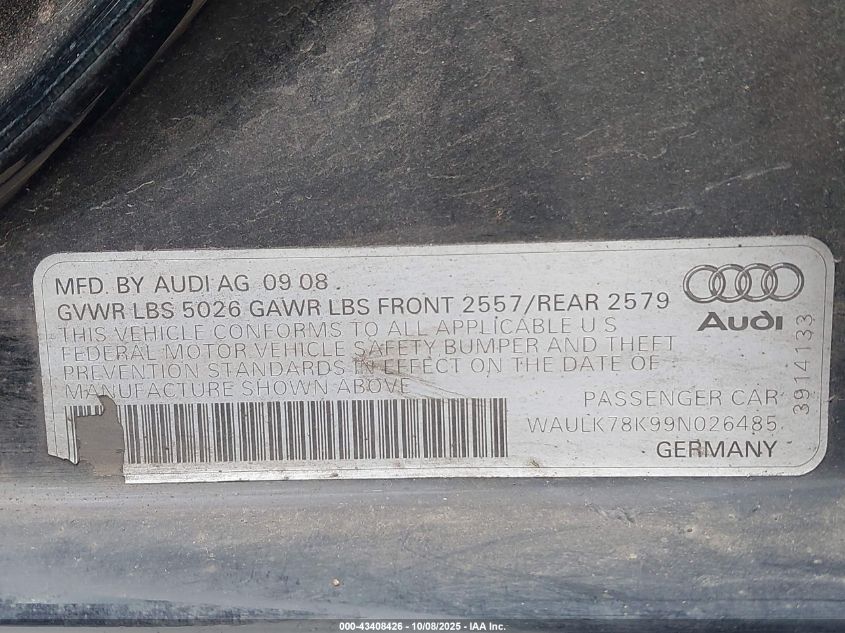 MFD. BY AUDI AG 09 08
GVWR LBS 5026 GAWR LBS FRONT 2557/REAR 2579
THIS VEHICLE CONFORMS TO ALL APPLICABLE U S
FEDERAL MOTOR VEHICLE SAFETY BUMPER AND THEFT
PREVENTION STANDARDS IN EFFECT ON THE DATE OF
MANUFACTURE SHOWN ABOVE
PASSENGER CAR
WAULK78K99N026485
GERMANY
Audi
3914133
000-43408426 - 10/08/2025 - IAA Inc.